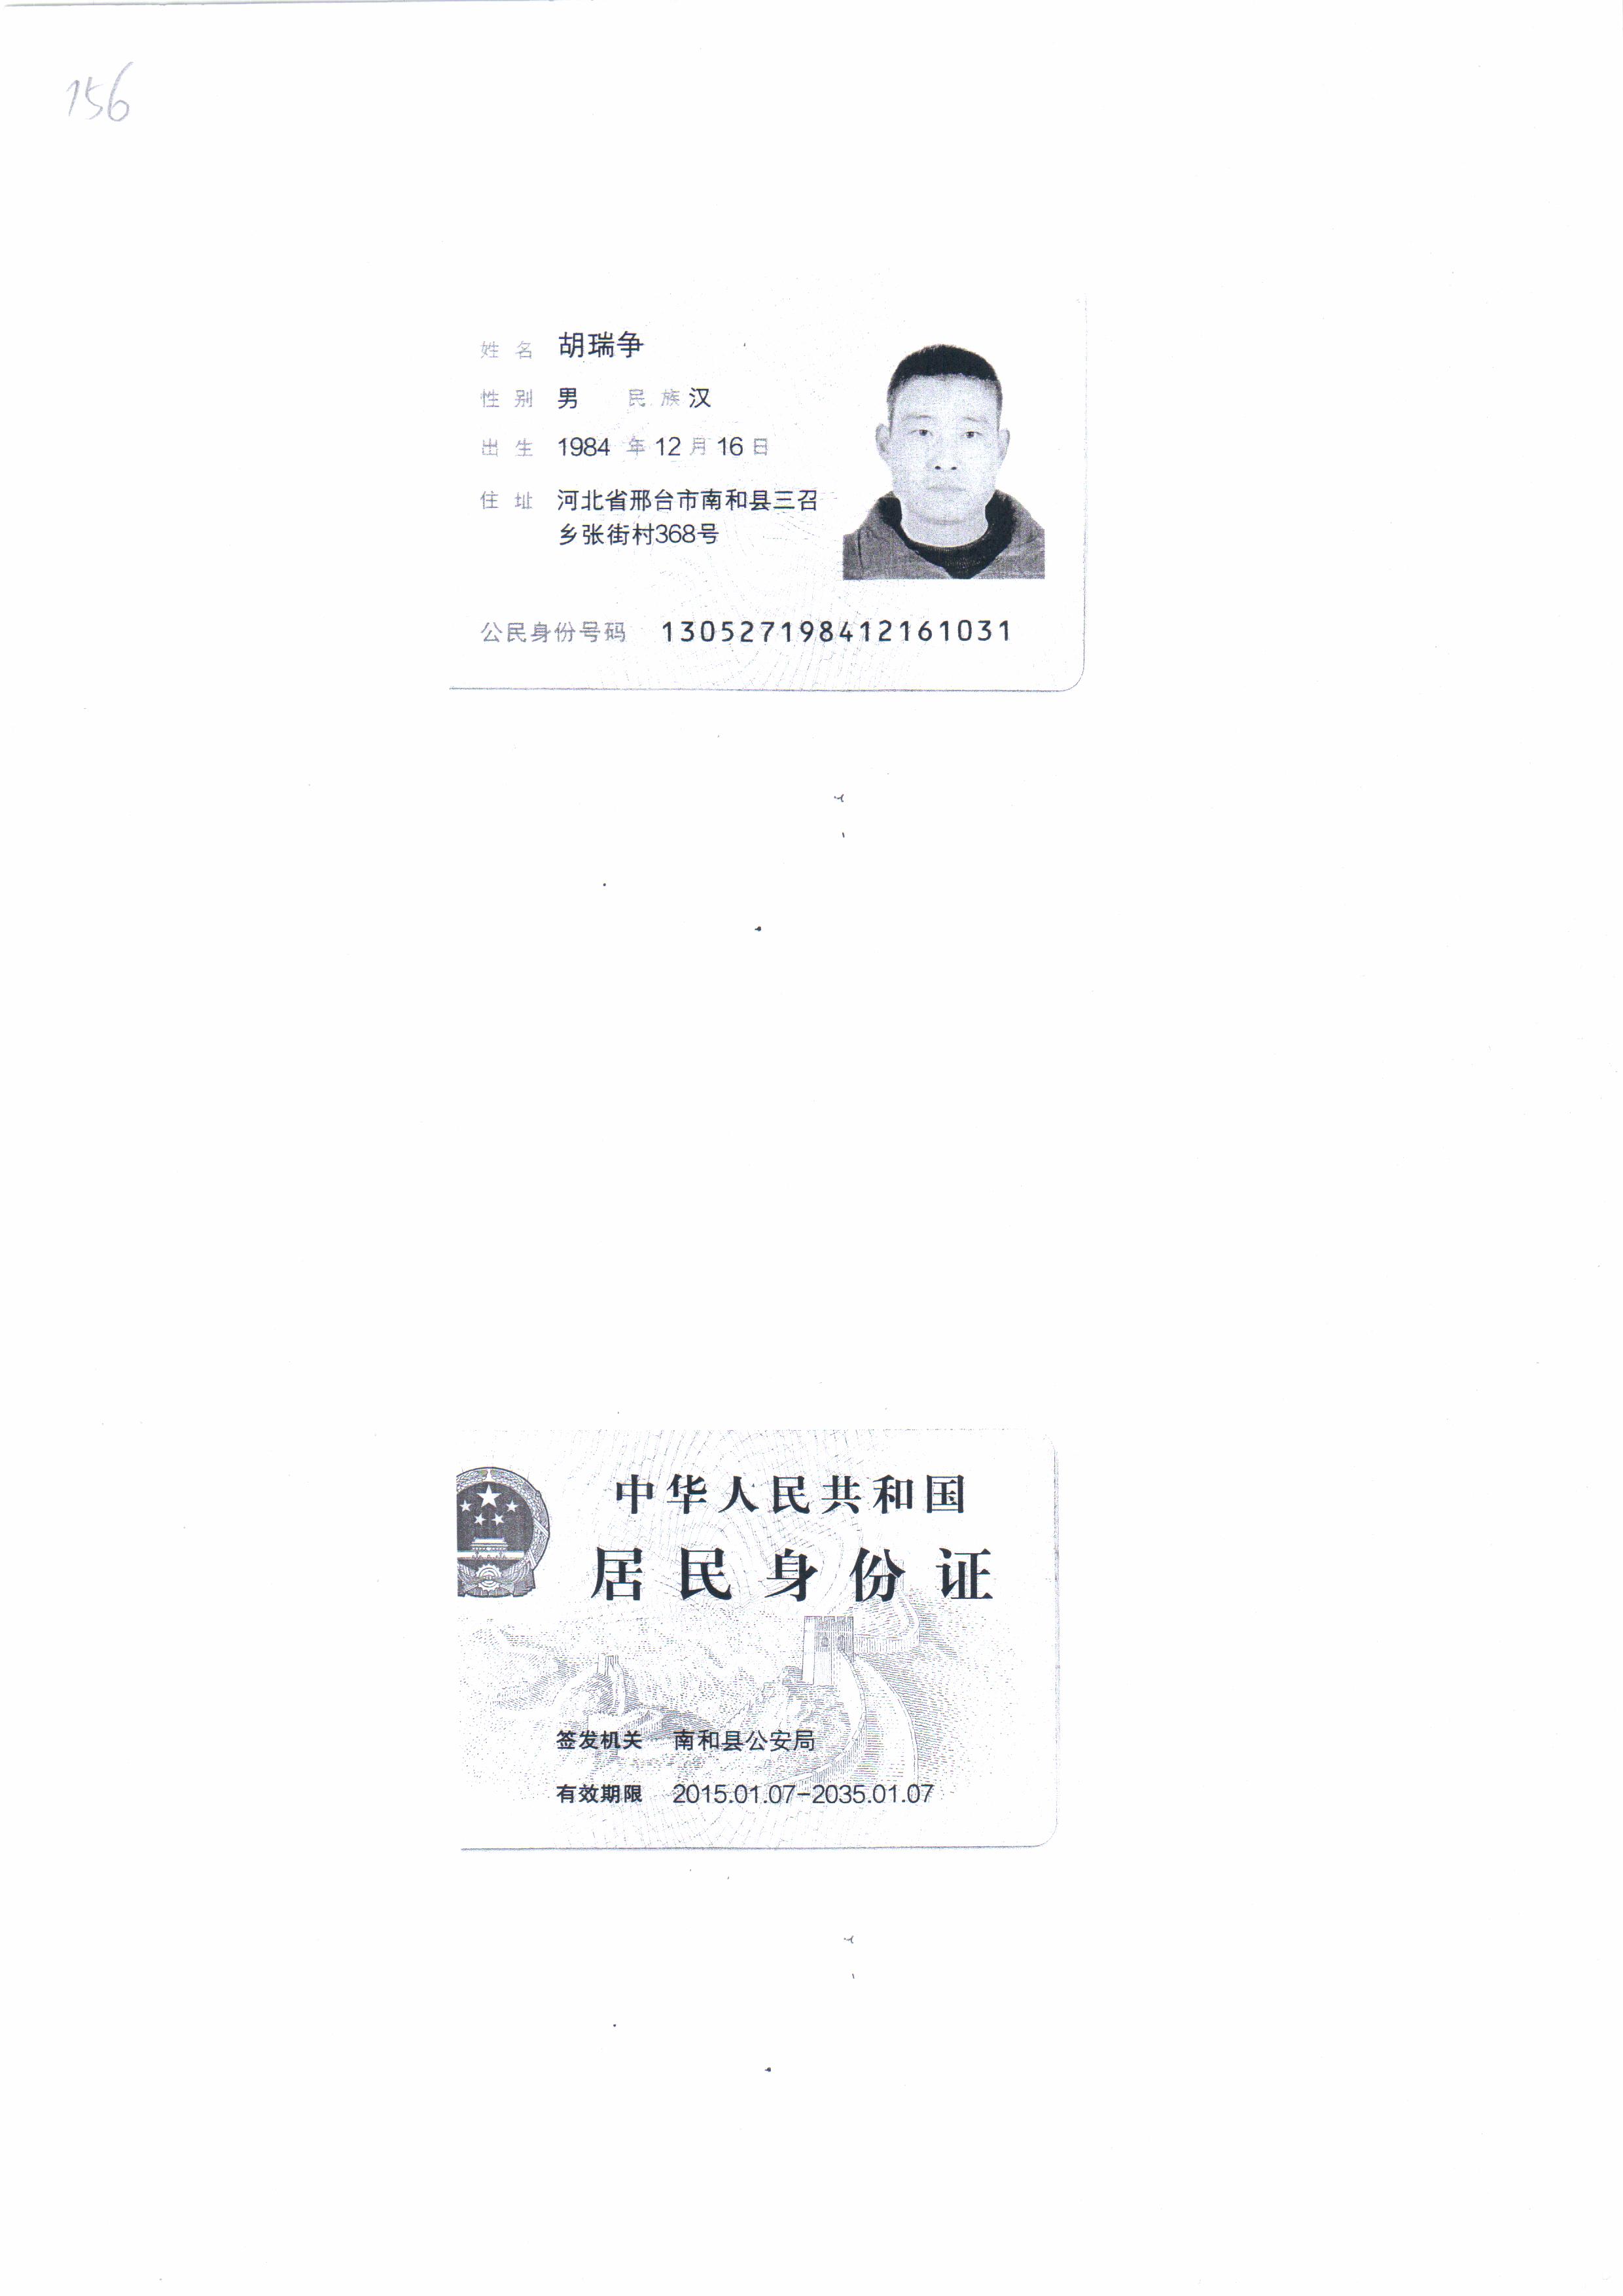 156
姓名 胡瑞争
性别 男 民族 汉
出生 1984 年 12 月 16 日
住址 河北省邢台市南和县三召
乡张街村368号
公民身份号码 130527198412161031
中华人民共和国
居民身份证
签发机关 南和县公安局
有效期限 2015.01.07-2035.01.07